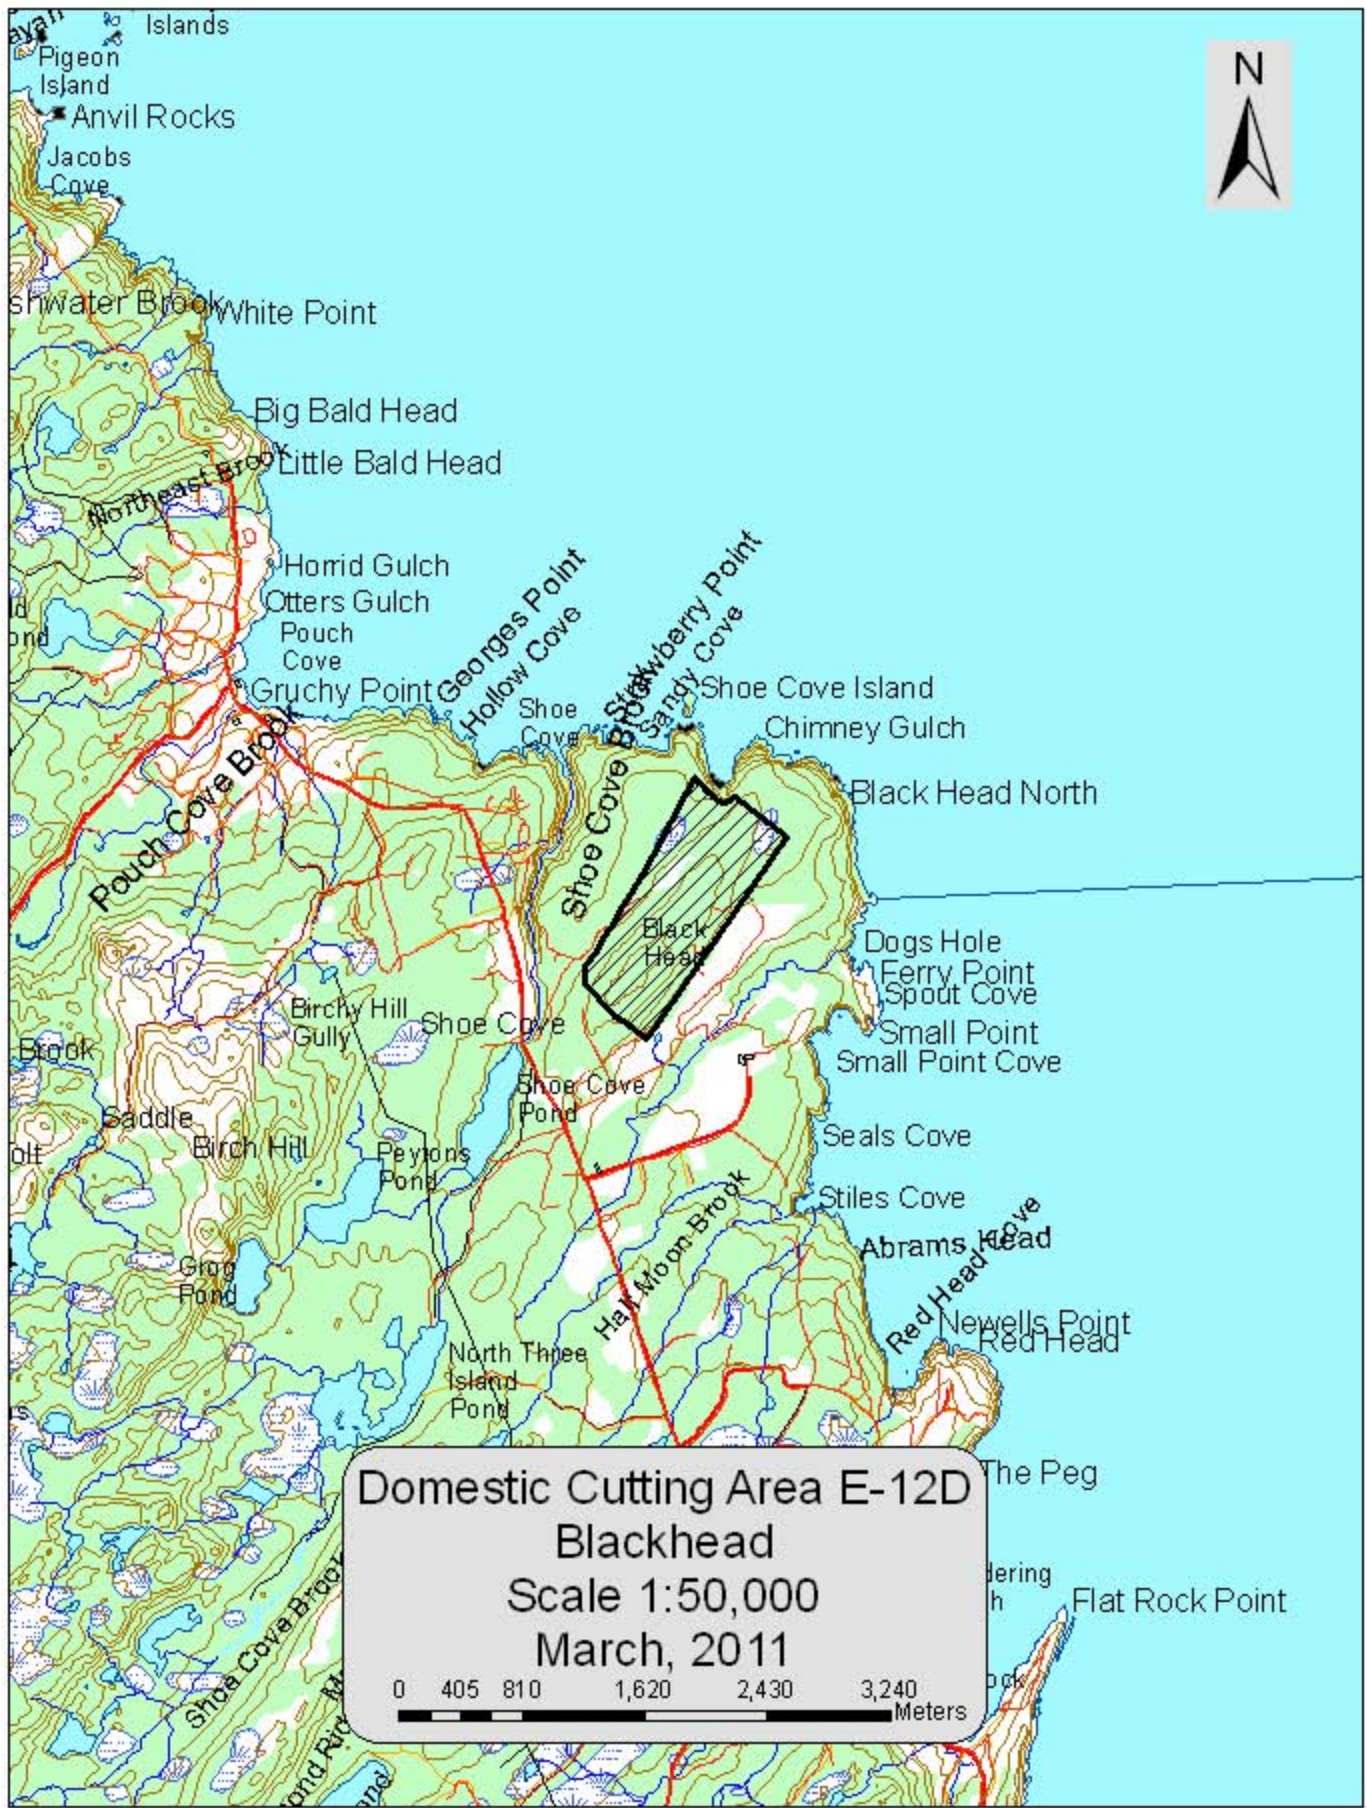 Islands
Pigeon
Island
Anvil Rocks
Jacobs
Cove
N
shwater Brook
White Point
Big Bald Head
Little Bald Head
Northeast Brook
Horrid Gulch
Otters Gulch
Pouch
Cove
Gruchy Point
Georges Point
Hollow Cove
Shoe
Cove
Strawberry Point
Sandy Cove
Shoe Cove Brook
Shoe Cove Island
Chimney Gulch
Black Head North
Pouch Cove Brook
Black
Head
Dogs Hole
Ferry Point
Spout Cove
Small Point
Small Point Cove
Birchy Hill
Gully
Shoe Cove
Brook
Shoe Cove
Pond
Saddle
Birch Hill
olt
Peytons
Pond
Seals Cove
Stiles Cove
Abrams Head
Red Head Cove
Half Moon Brook
Grog
Pond
Newells Point
Red Head
North Three
Island
Pond
The Peg
dering
h
Flat Rock Point
Shoe Cove Brook
ond
ock
Domestic Cutting Area E-12D
Blackhead
Scale 1:50,000
March, 2011
0 405 810 1,620 2,430 3,240
Meters